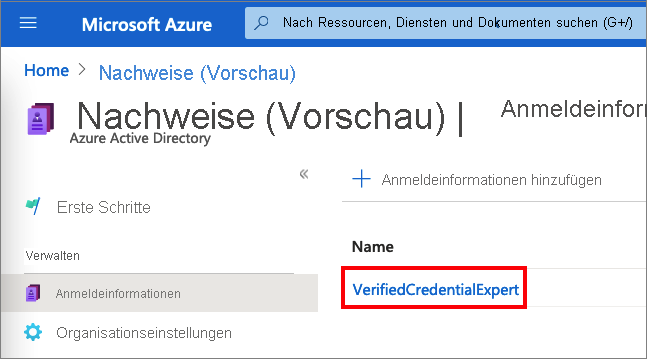 Microsoft Azure
Nach Ressourcen, Diensten und Dokumenten suchen (G+/)
Home > Nachweise (Vorschau)
Nachweise (Vorschau) | Anmeldeinform
Azure Active Directory
«
+ Anmeldeinformationen hinzufügen
Erste Schritte
Verwalten
Name
Anmeldeinformationen
VerifiedCredentialExpert
Organisationseinstellungen